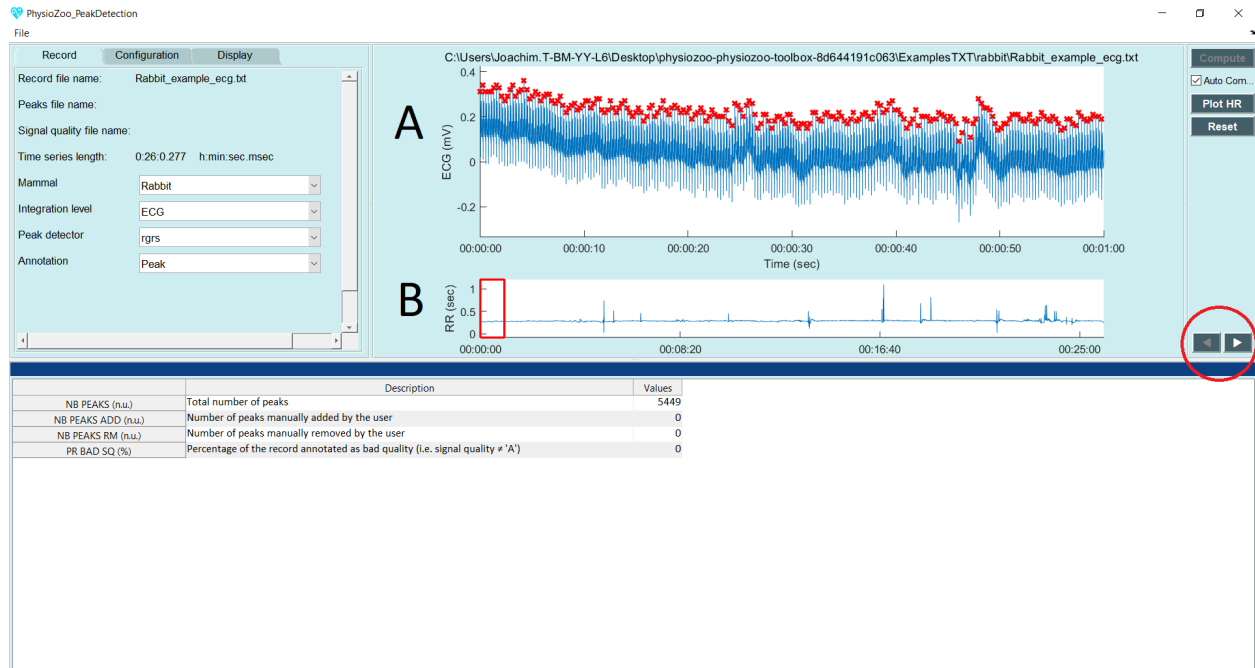 PhysioZoo_PeakDetection
File
Record Configuration Display
Record file name: Rabbit_example_ecg.txt
Peaks file name:
Signal quality file name:
Time series length: 0:26:0.277 h:min:sec.msec
Mammal Rabbit
Integration level ECG
Peak detector rgrs
Annotation Peak
C:\Users\Joachim.T-BM-YY-L6\Desktop\physiozoo-physiozoo-toolbox-8d644191c063\ExamplesTXT\rabbit\Rabbit_example_ecg.txt
A
ECG (mV)
0.4
0.2
0
-0.2
00:00:00 00:00:10 00:00:20 00:00:30 00:00:40 00:00:50 00:01:00
Time (sec)
B
RR (sec)
1
0.5
0
00:00:00 00:08:20 00:16:40 00:25:00
Compute
Auto Com...
Plot HR
Reset
Description Values
NB PEAKS (n.u.) Total number of peaks 5449
NB PEAKS ADD (n.u.) Number of peaks manually added by the user 0
NB PEAKS RM (n.u.) Number of peaks manually removed by the user 0
PR BAD SQ (%) Percentage of the record annotated as bad quality (i.e. signal quality ≠ 'A') 0